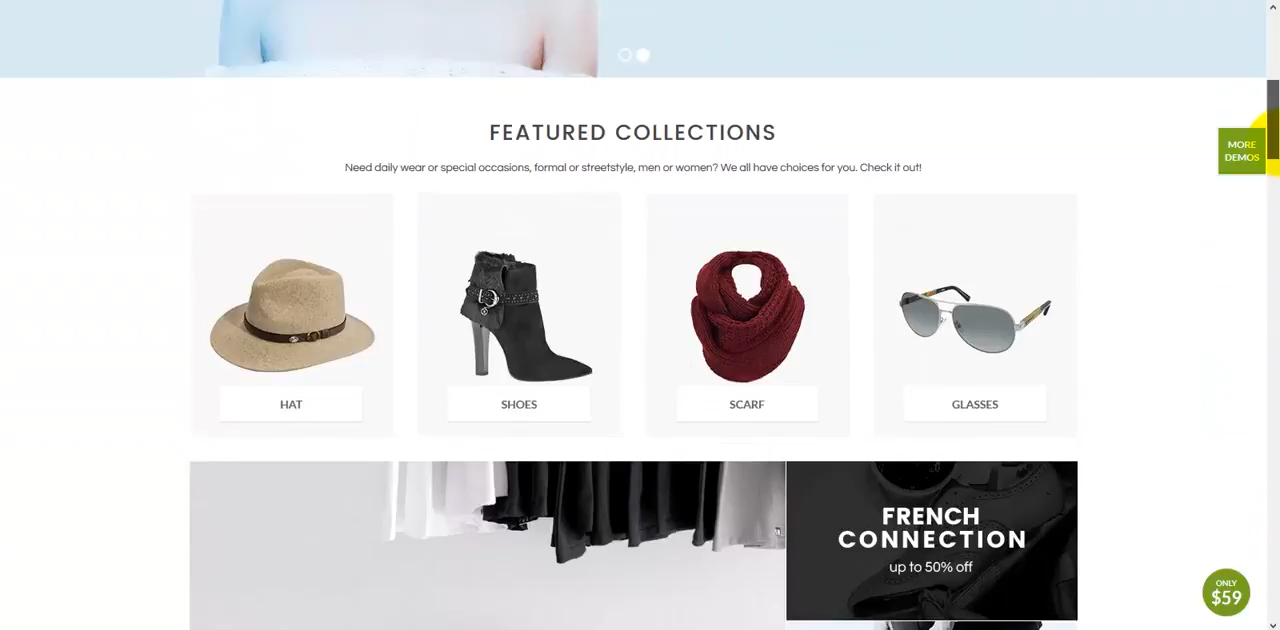 FEATURED COLLECTIONS
Need daily wear or special occasions, formal or streetstyle, men or women? We all have choices for you. Check it out!
MORE
DEMOS
HAT
SHOES
SCARF
GLASSES
FRENCH
CONNECTION
up to 50% off
ONLY
$59